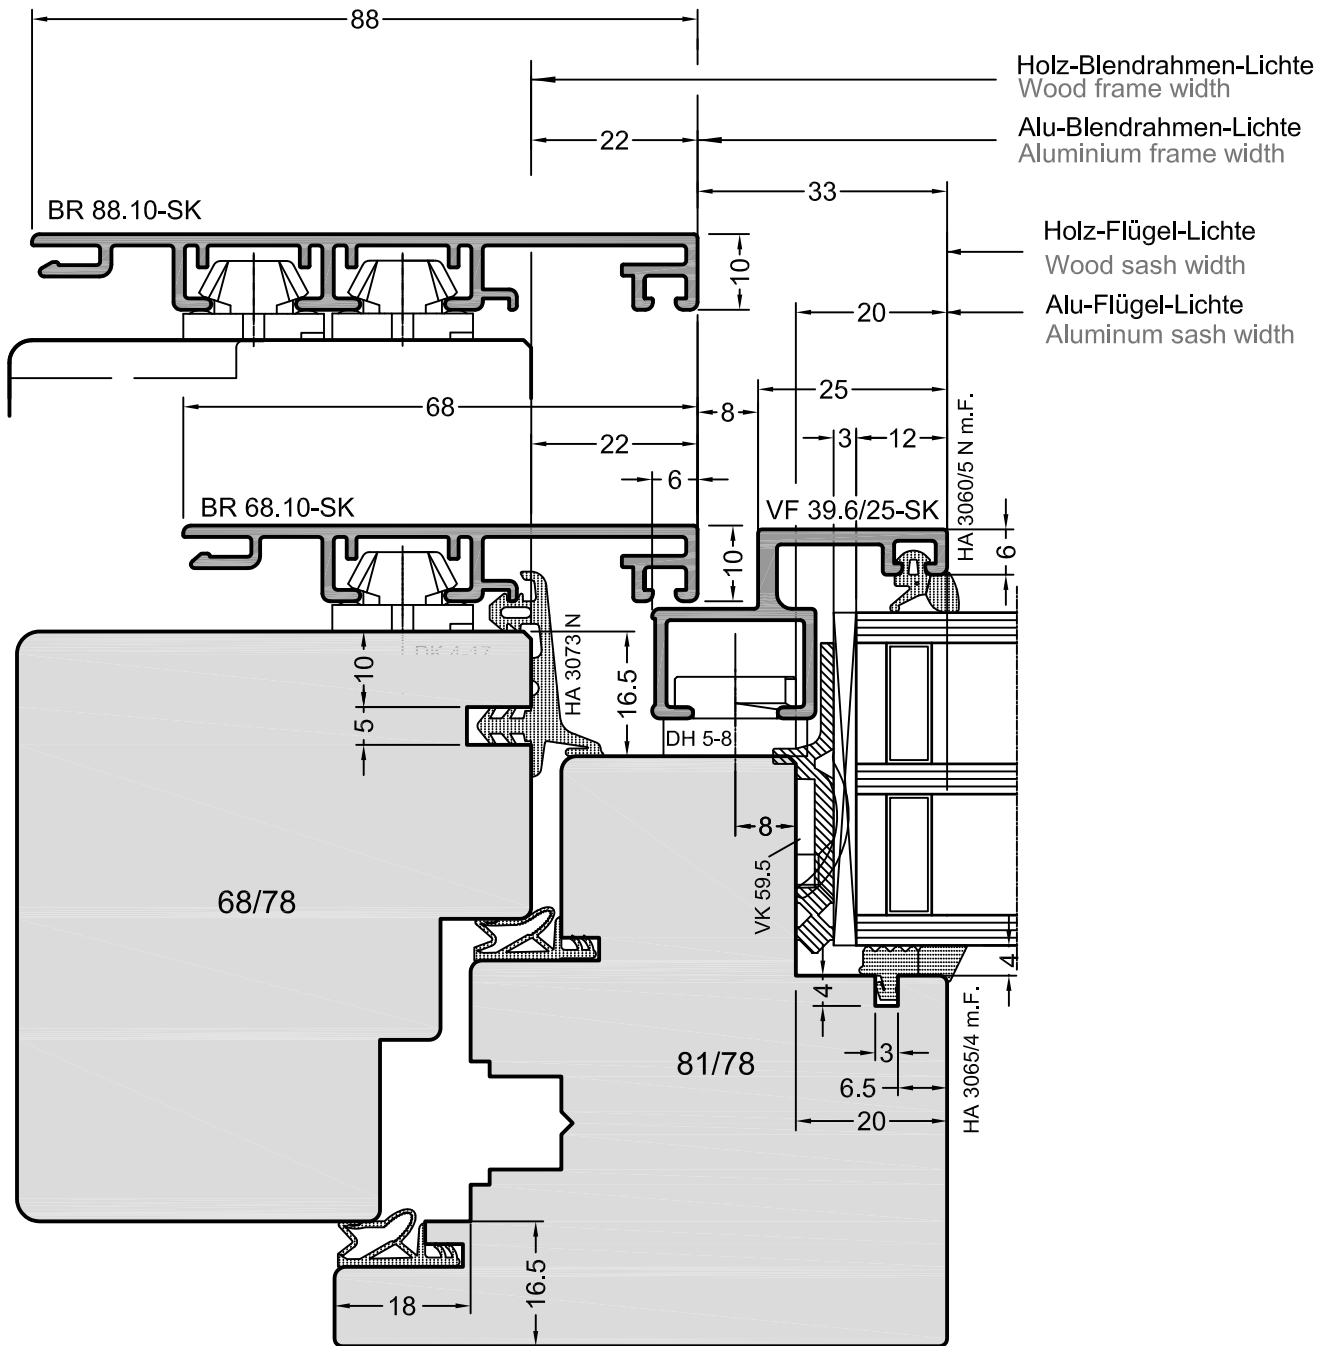 88
Holz-Blendrahmen-Lichte
Wood frame width
22
Alu-Blendrahmen-Lichte
Aluminium frame width
33
BR 88.10-SK
Holz-Flügel-Lichte
Wood sash width
10
20
Alu-Flügel-Lichte
Aluminum sash width
25
68
8
22
3
12
HA 3060/5 N m.F.
6
BR 68.10-SK
VF 39.6/25-SK
10
6
DK 4-17
10
5
HA 3073 N
16.5
DH 5-8
8
VK 59.5
68/78
4
4
81/78
3
6.5
20
HA 3065/4 m.F.
18
16.5